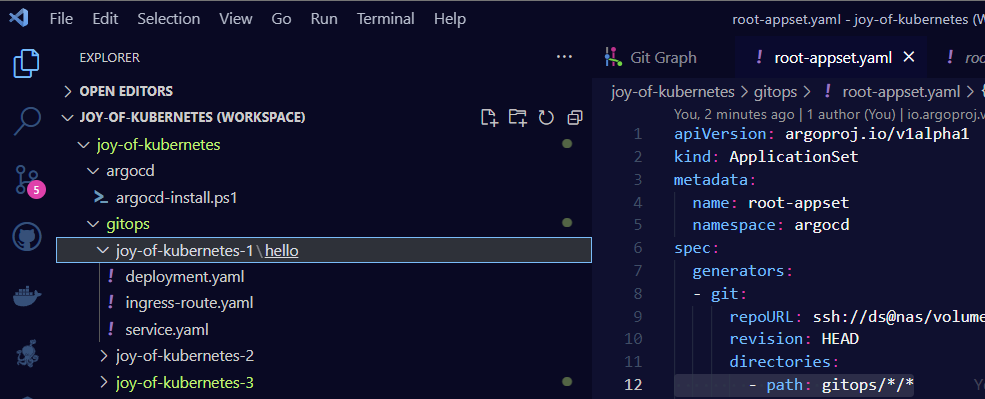 File Edit Selection View Go Run Terminal Help root-appset.yaml - joy-of-kubernetes (W
EXPLORER
OPEN EDITORS
JOY-OF-KUBERNETES (WORKSPACE)
joy-of-kubernetes
argocd
argocd-install.ps1
gitops
joy-of-kubernetes-1\hello
deployment.yaml
ingress-route.yaml
service.yaml
joy-of-kubernetes-2
joy-of-kubernetes-3
5
Git Graph ! root-appset.yaml ! roo
joy-of-kubernetes > gitops > ! root-appset.yaml > {
You, 2 minutes ago | 1 author (You) | io.argoproj.v
1 apiVersion: argoproj.io/v1alpha1
2 kind: ApplicationSet
3 metadata:
4 name: root-appset
5 namespace: argocd
6 spec:
7 generators:
8 - git:
9 repoURL: ssh://ds@nas/volume
10 revision: HEAD
11 directories:
12 - path: gitops/*/* Y